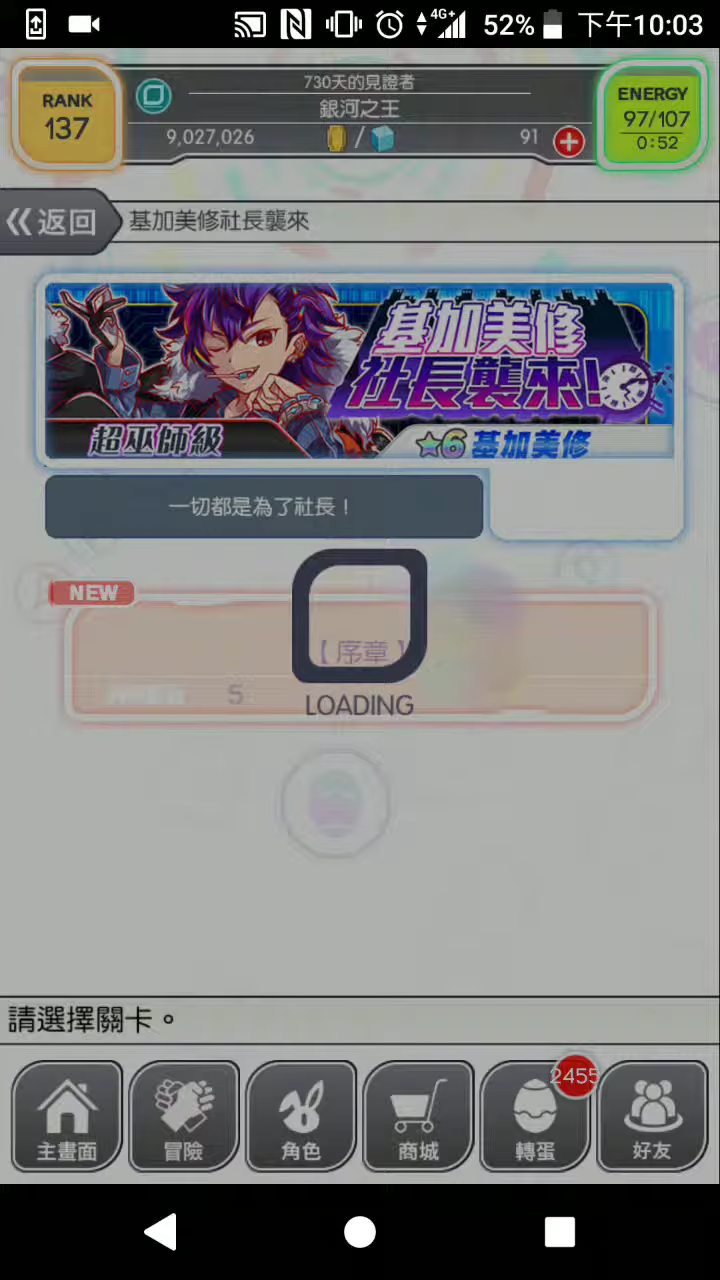 4G+
52%
下午10:03
RANK
137
730天的見證者
銀河之王
9,027,026
/
91
ENERGY
97/107
0:52
返回
基加美修社長襲來
基加美修
社長襲來!
超巫師級
★6 基加美修
一切都是為了社長!
NEW
【序章】
5
LOADING
請選擇關卡。
2455
主畫面
冒險
角色
商城
轉蛋
好友